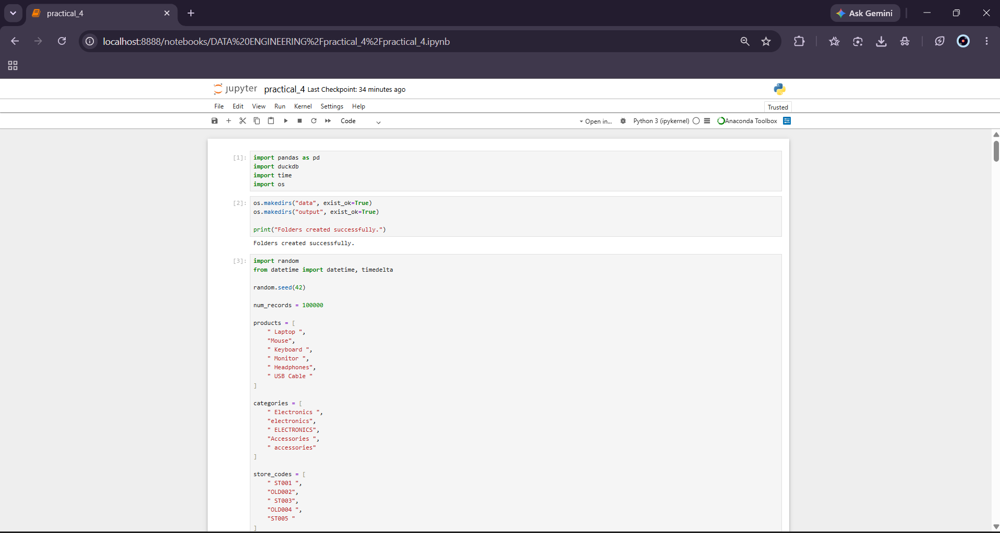 practical_4
Ask Gemini
localhost:8888/notebooks/DATA%20ENGINEERING%2Fpractical_4%2Fpractical_4.ipynb
jupyter practical_4 Last Checkpoint: 34 minutes ago
File Edit View Run Kernel Settings Help
Trusted
Code
Open in...
Python 3 (ipykernel)
Anaconda Toolbox
[1]: import pandas as pd
import duckdb
import time
import os
[2]: os.makedirs("data", exist_ok=True)
os.makedirs("output", exist_ok=True)
print("Folders created successfully.")
Folders created successfully.
[3]: import random
from datetime import datetime, timedelta
random.seed(42)
num_records = 100000
products = [
" Laptop ",
"Mouse",
" Keyboard ",
" Monitor ",
" Headphones",
" USB Cable "
]
categories = [
" Electronics ",
"electronics",
" ELECTRONICS",
"Accessories ",
" accessories"
]
store_codes = [
" ST001 ",
"OLD002",
" ST003",
"OLD004 ",
"ST005 "
]